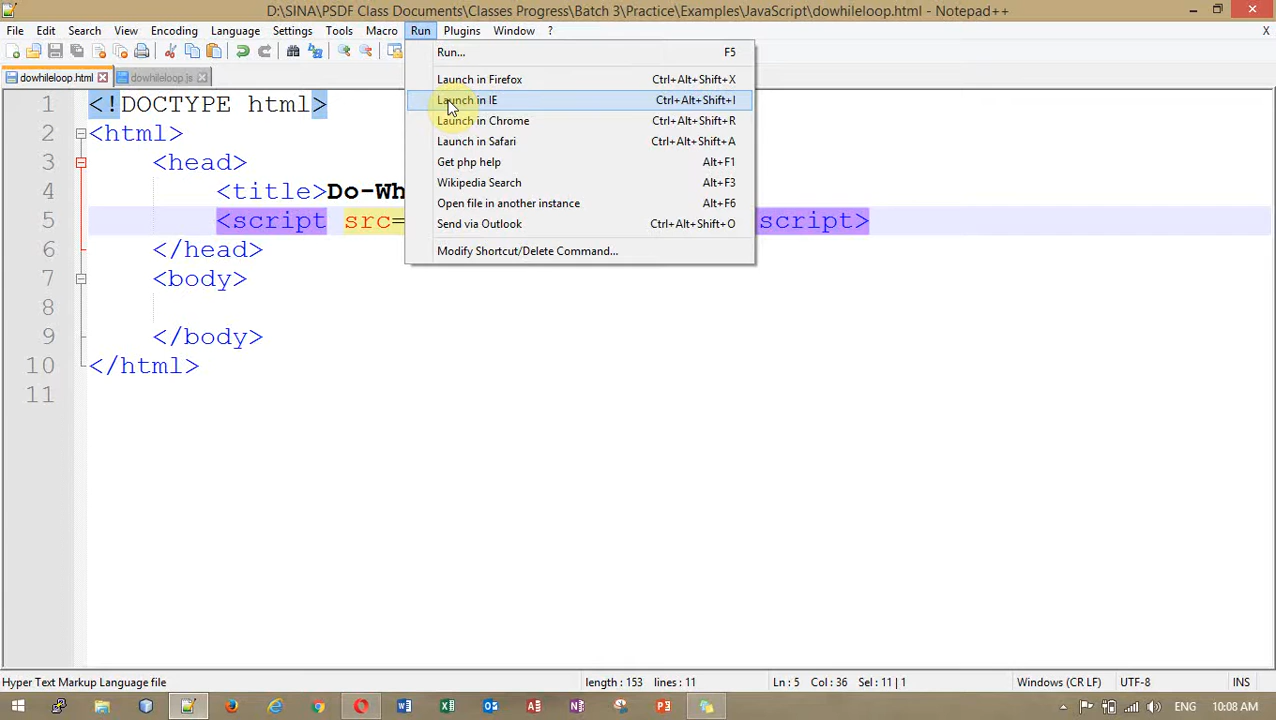 D:\SINA\PSDF Class Documents\Classes Progress\Batch 3\Practice\Examples\JavaScript\dowhileloop.html - Notepad++
File Edit Search View Encoding Language Settings Tools Macro Run Plugins Window ? X
dowhileloop.html dowhileloop.js
Run... F5
Launch in Firefox Ctrl+Alt+Shift+X
Launch in IE Ctrl+Alt+Shift+I
Launch in Chrome Ctrl+Alt+Shift+R
Launch in Safari Ctrl+Alt+Shift+A
Get php help Alt+F1
Wikipedia Search Alt+F3
Open file in another instance Alt+F6
Send via Outlook Ctrl+Alt+Shift+O
Modify Shortcut/Delete Command...
1 <!DOCTYPE html>
2 <html>
3 <head>
4 <title>Do-Wh
5 <script src= script>
6 </head>
7 <body>
8
9 </body>
10 </html>
11
Hyper Text Markup Language file length : 153 lines : 11 Ln : 5 Col : 36 Sel : 11 | 1 Windows (CR LF) UTF-8 INS
ENG 10:08 AM